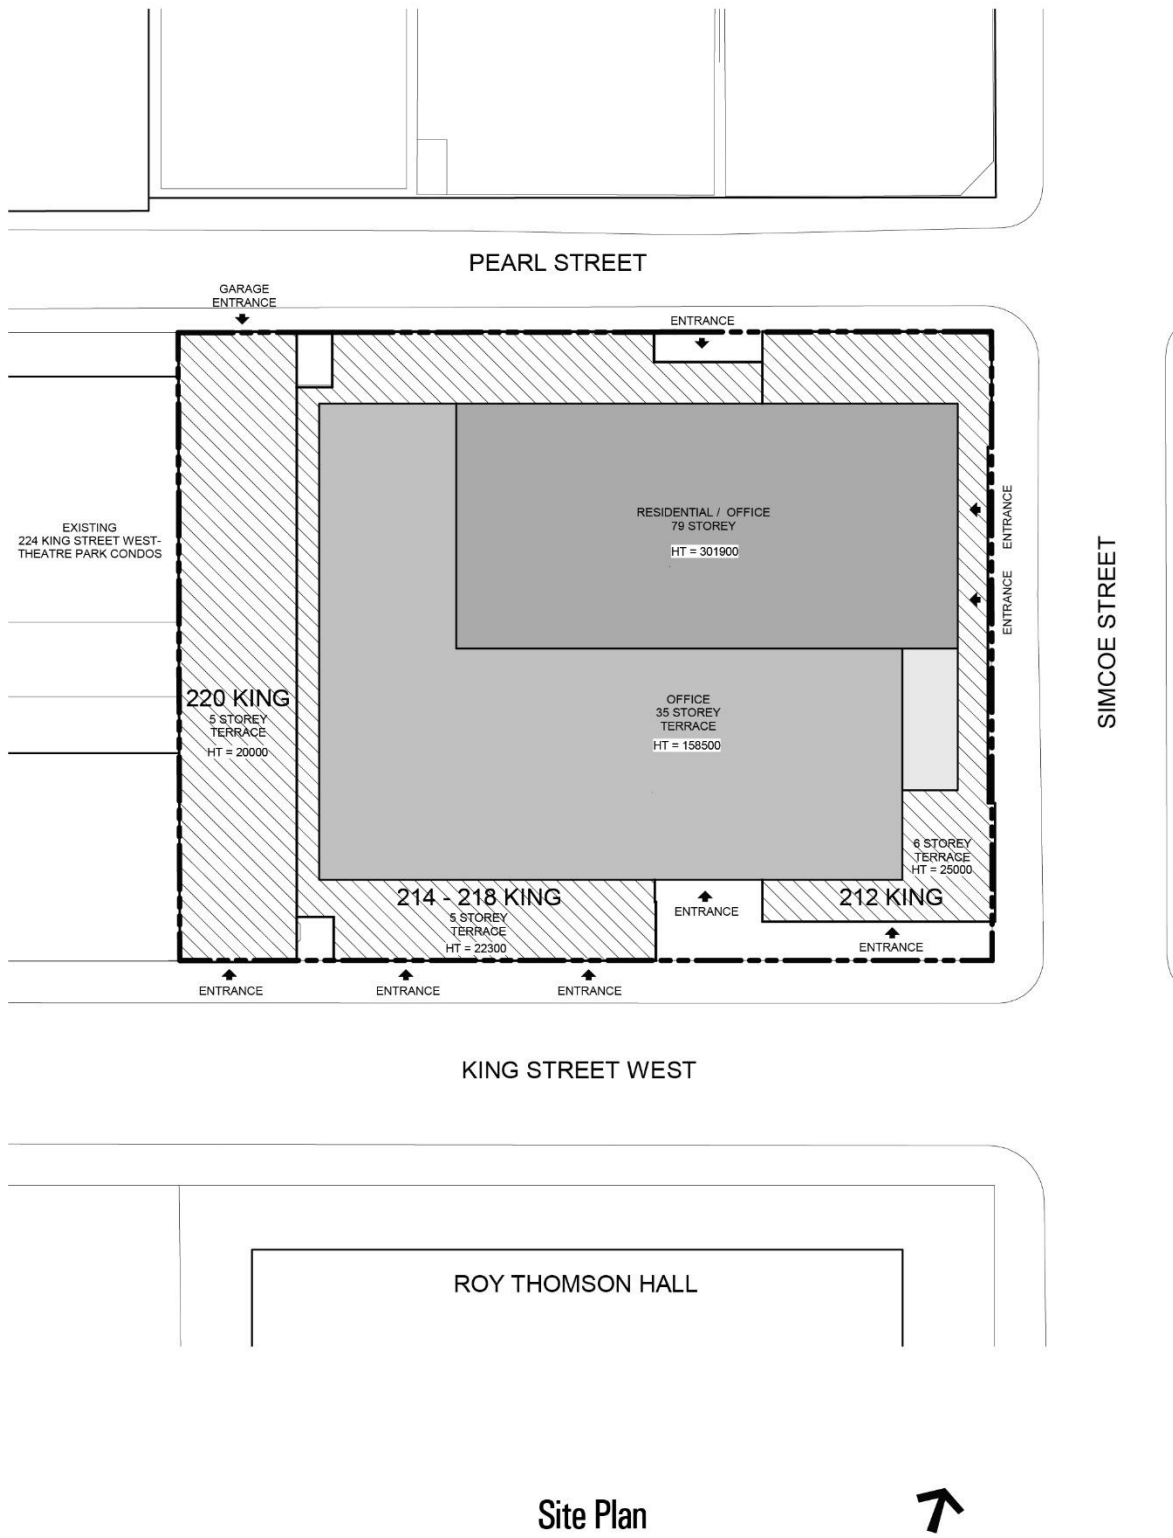 PEARL STREET
GARAGE
ENTRANCE
ENTRANCE
EXISTING
224 KING STREET WEST-
THEATRE PARK CONDOS
RESIDENTIAL / OFFICE
79 STOREY
HT = 301900
ENTRANCE
ENTRANCE
SIMCOE STREET
220 KING
5 STOREY
TERRACE
HT = 20000
OFFICE
35 STOREY
TERRACE
HT = 158500
6 STOREY
TERRACE
HT = 25000
212 KING
214 - 218 KING
5 STOREY
TERRACE
HT = 22300
ENTRANCE
ENTRANCE
ENTRANCE
ENTRANCE
ENTRANCE
KING STREET WEST
ROY THOMSON HALL
Site Plan